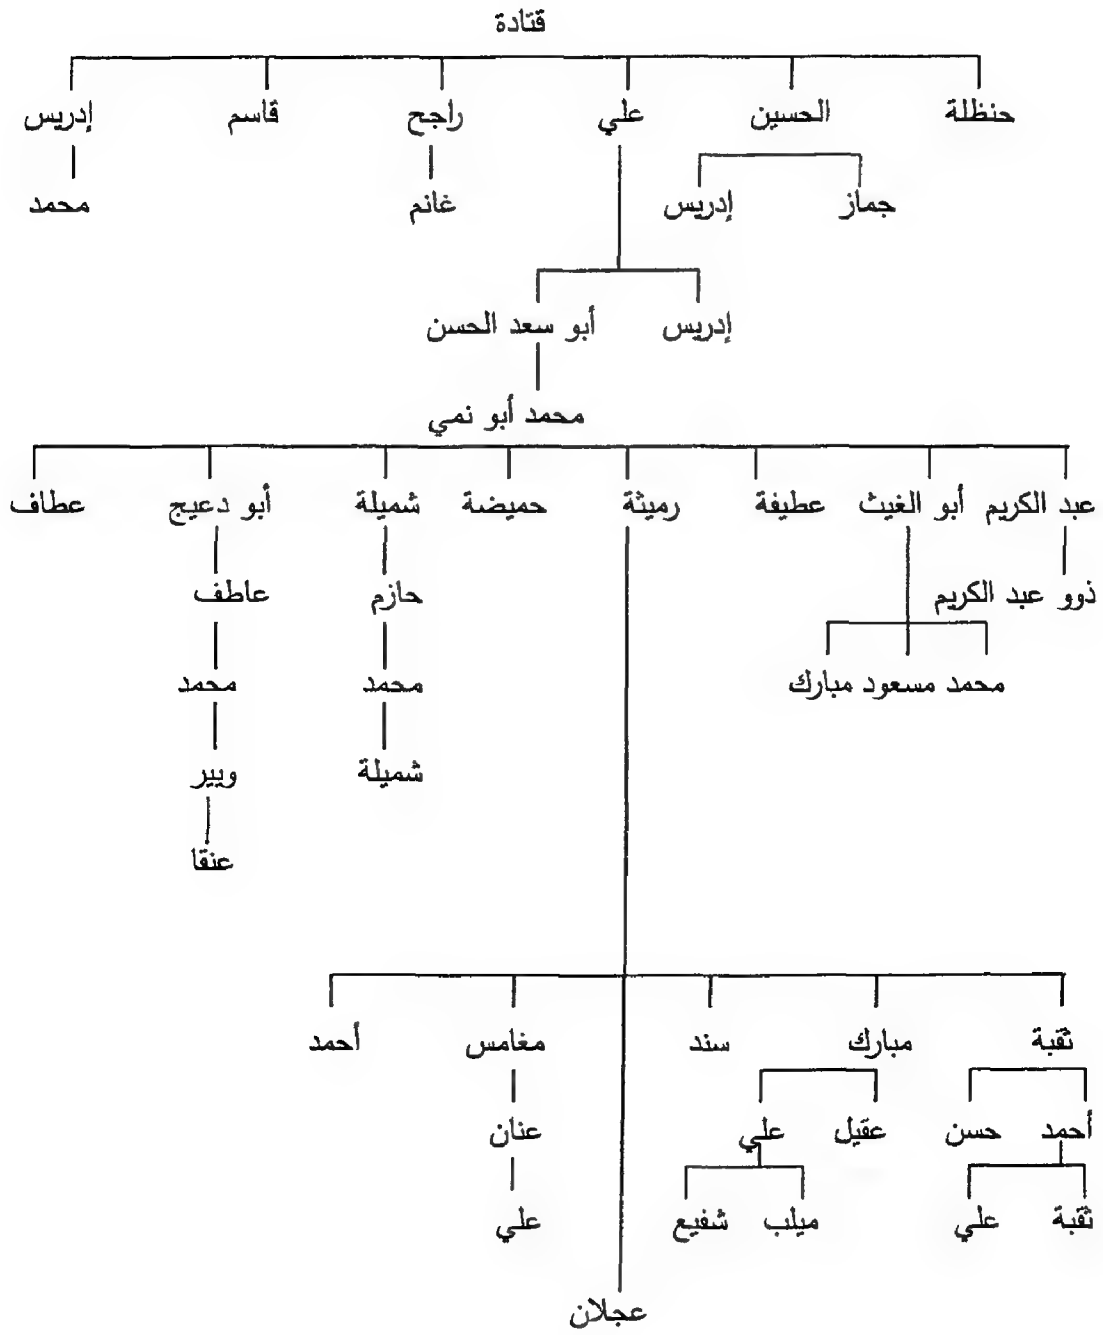 قتادة
حنظلة الحسين علي راجح قاسم إدريس
جماز إدريس غانم محمد
إدريس أبو سعد الحسن
محمد أبو نمي
عبد الكريم أبو الغيث عطيفة رميثة حميضة شميلة أبو دعيج عطاف
ذوو عبد الكريم حازم عاطف
محمد مسعود مبارك محمد محمد
شميلة وبير
عنقا
ثقبة مبارك سند مغامس أحمد
أحمد حسن عقيل علي عنان
ثقبة علي ميلب شفيع علي
عجلان